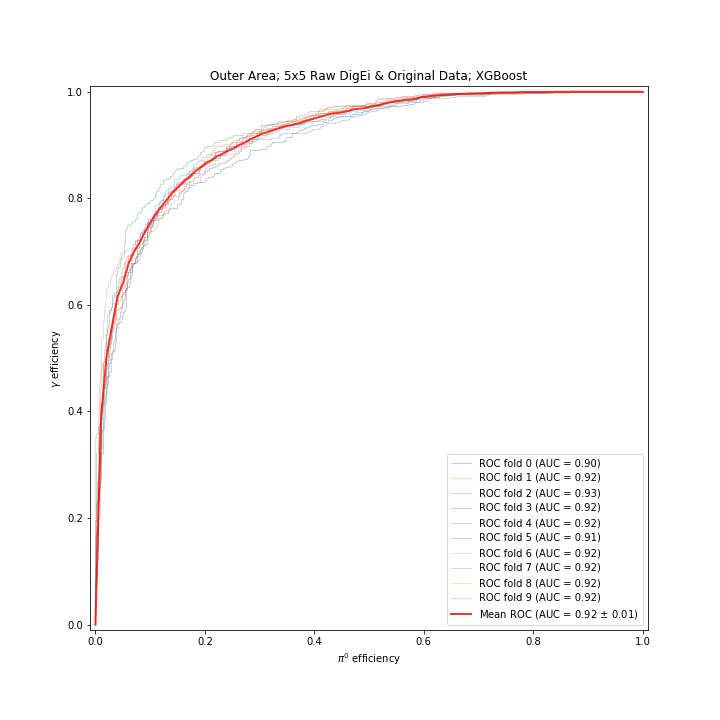 Outer Area; 5x5 Raw DigEi & Original Data; XGBoost
1.0
0.8
0.6
0.4
0.2
0.0
γ efficiency
ROC fold 0 (AUC = 0.90)
ROC fold 1 (AUC = 0.92)
ROC fold 2 (AUC = 0.93)
ROC fold 3 (AUC = 0.92)
ROC fold 4 (AUC = 0.92)
ROC fold 5 (AUC = 0.91)
ROC fold 6 (AUC = 0.92)
ROC fold 7 (AUC = 0.92)
ROC fold 8 (AUC = 0.92)
ROC fold 9 (AUC = 0.92)
Mean ROC (AUC = 0.92 ± 0.01)
0.0 0.2 0.4 0.6 0.8 1.0
π⁰ efficiency